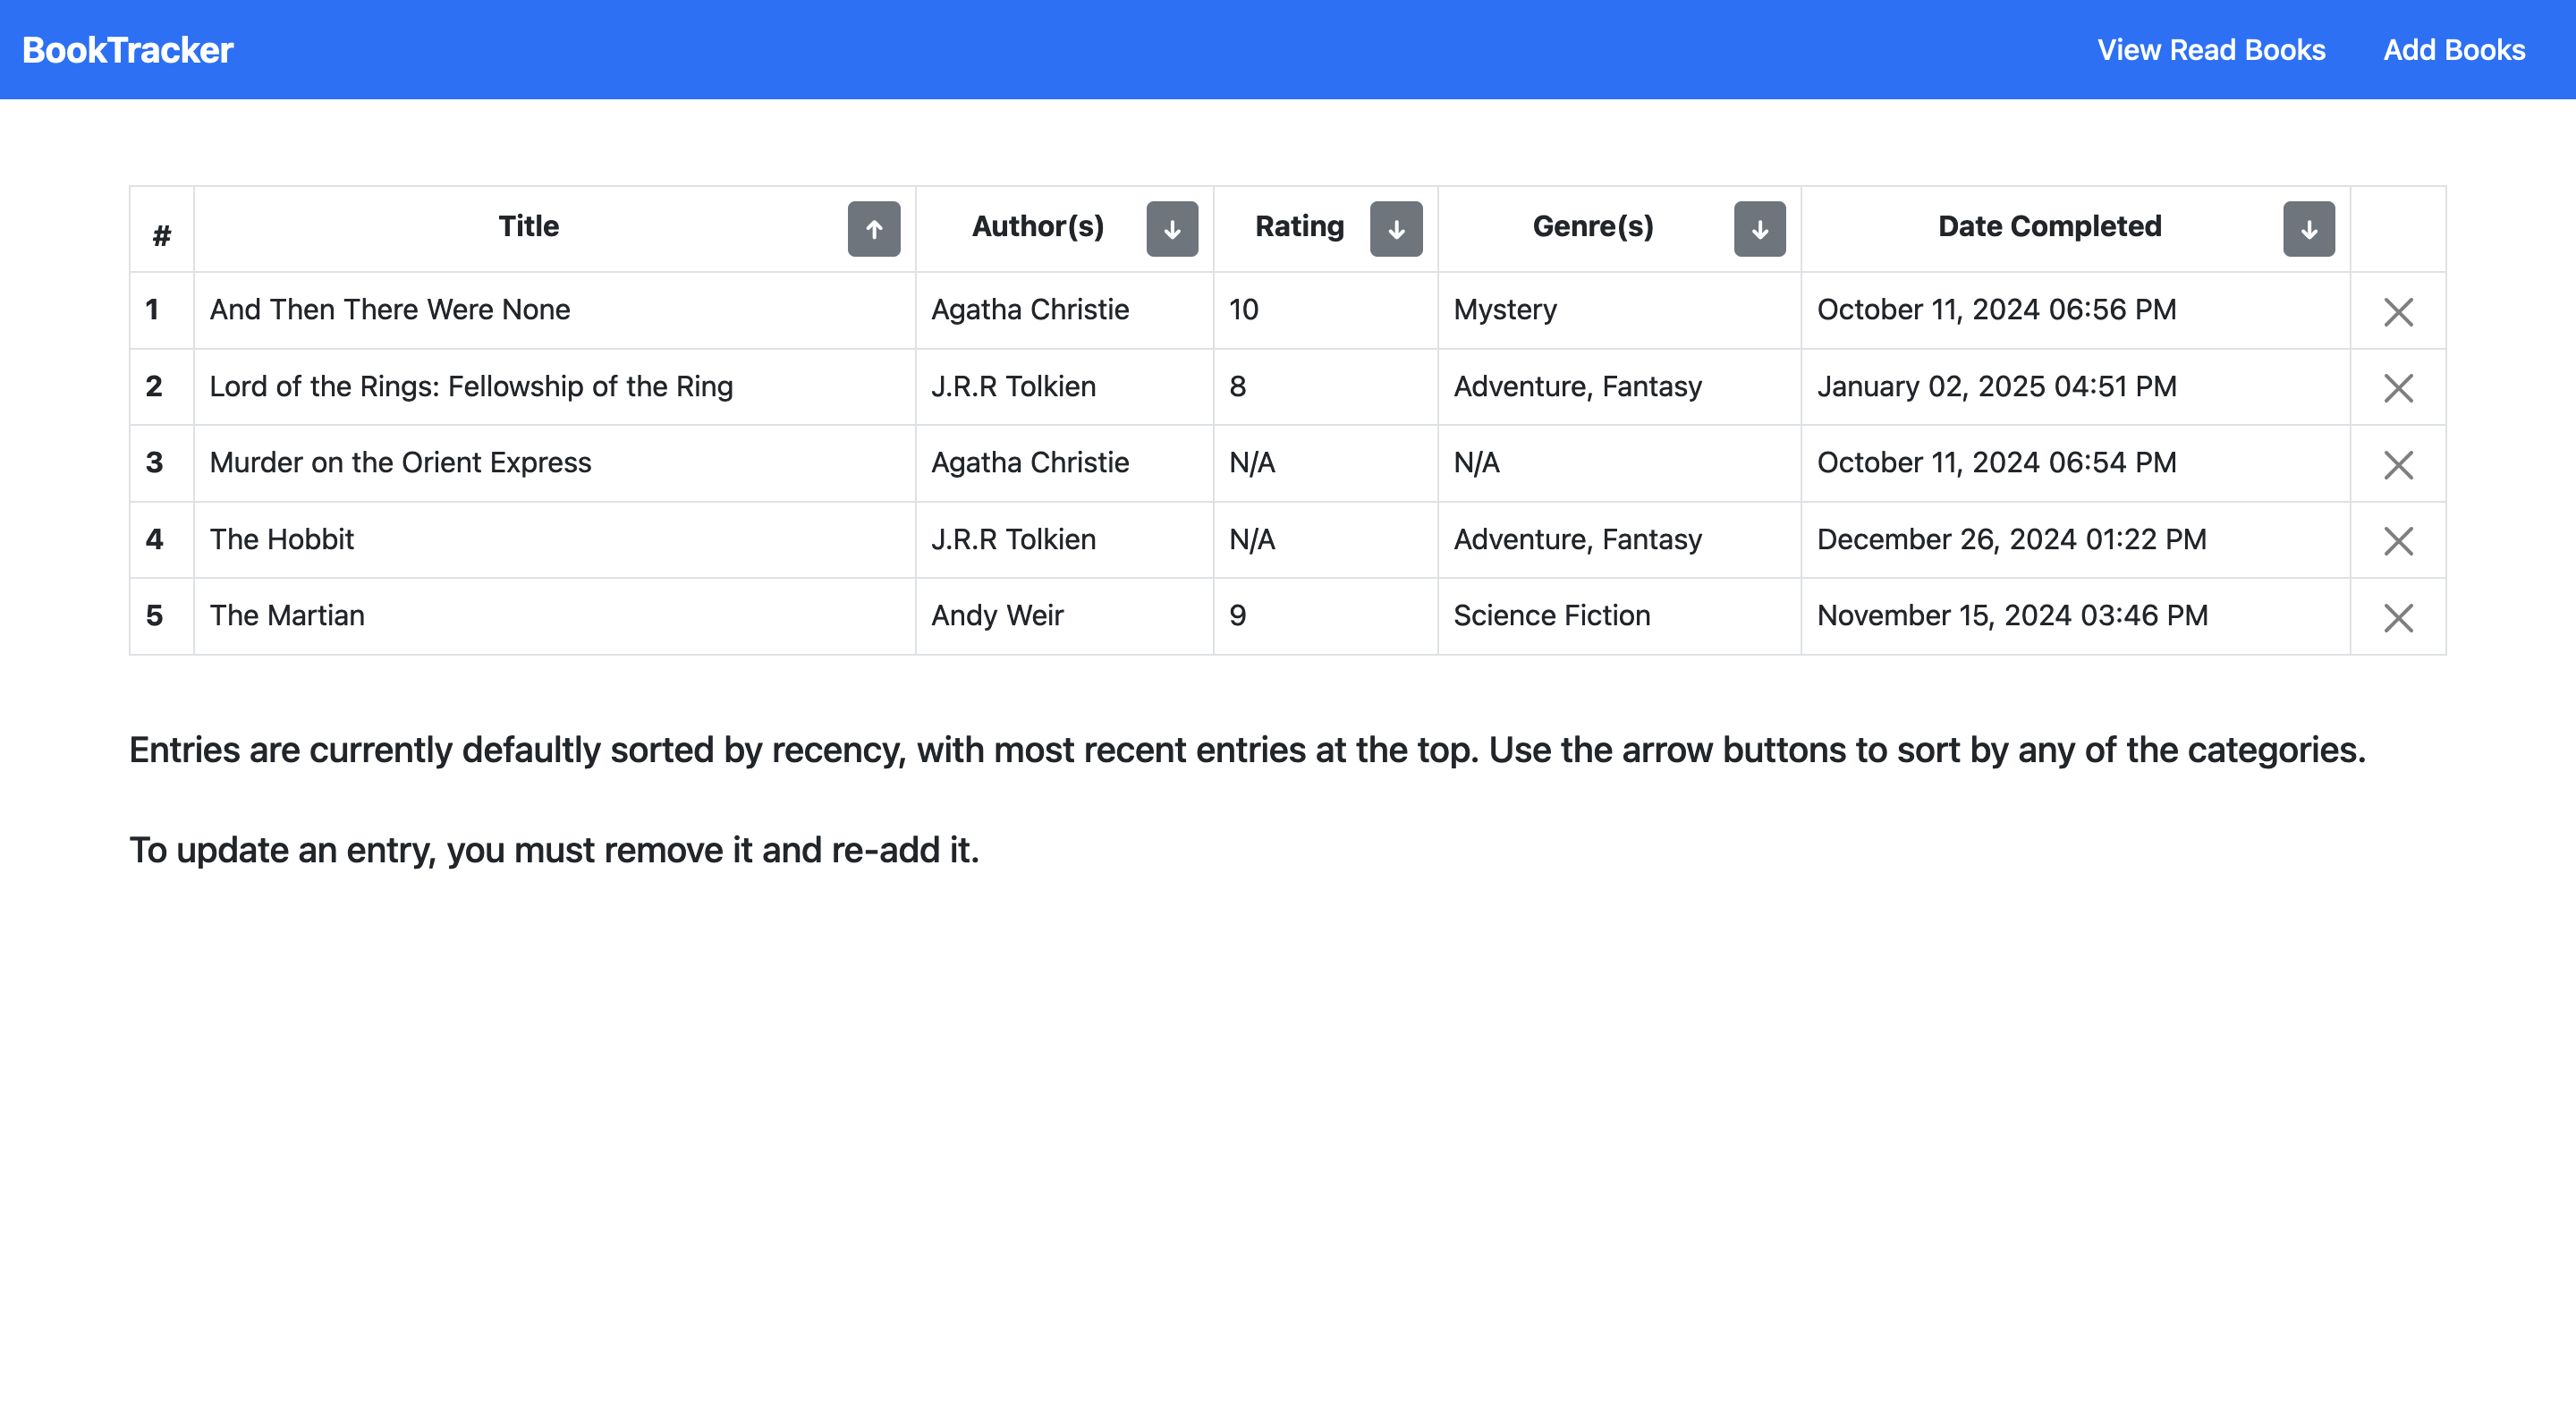 BookTracker View Read Books Add Books
# Title ↑ Author(s) ↓ Rating ↓ Genre(s) ↓ Date Completed ↓
1 And Then There Were None Agatha Christie 10 Mystery October 11, 2024 06:56 PM
2 Lord of the Rings: Fellowship of the Ring J.R.R Tolkien 8 Adventure, Fantasy January 02, 2025 04:51 PM
3 Murder on the Orient Express Agatha Christie N/A N/A October 11, 2024 06:54 PM
4 The Hobbit J.R.R Tolkien N/A Adventure, Fantasy December 26, 2024 01:22 PM
5 The Martian Andy Weir 9 Science Fiction November 15, 2024 03:46 PM
Entries are currently defaultly sorted by recency, with most recent entries at the top. Use the arrow buttons to sort by any of the categories.
To update an entry, you must remove it and re-add it.